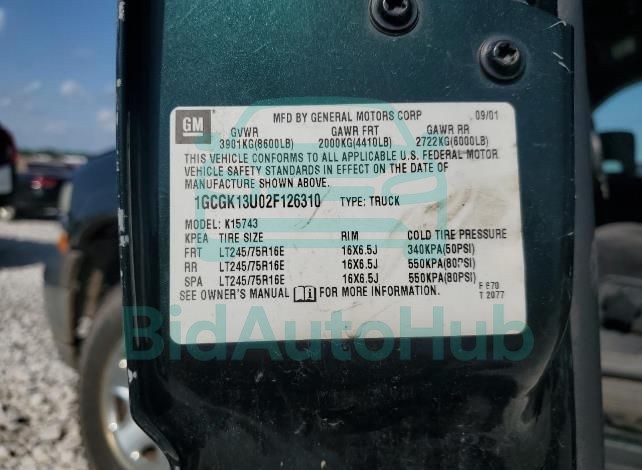 GM
MFD BY GENERAL MOTORS CORP 09/01
GVWR GAWR FRT GAWR RR
3901KG(8600LB) 2000KG(4410LB) 2722KG(6000LB)
THIS VEHICLE CONFORMS TO ALL APPLICABLE U.S. FEDERAL MOTOR
VEHICLE SAFETY STANDARDS IN EFFECT ON THE DATE OF
MANUFACTURE SHOWN ABOVE.
1GCGK13U02F126310 TYPE: TRUCK
MODEL: K15743
KPEA TIRE SIZE RIM COLD TIRE PRESSURE
FRT LT245/75R16E 16X6.5J 340KPA(50PSI)
RR LT245/75R16E 16X6.5J 550KPA(80PSI)
SPA LT245/75R16E 16X6.5J 550KPA(80PSI)
SEE OWNER'S MANUAL FOR MORE INFORMATION.
T 2077
BidAutoHub